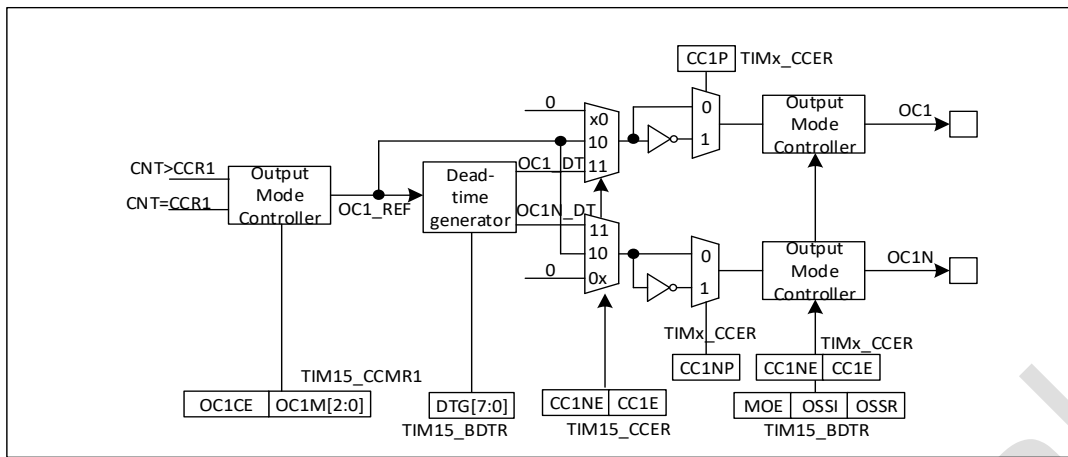 CC1P TIMx_CCER
0
x0
10
11
0
1
Output
Mode
Controller
OC1
CNT>CCR1
CNT=CCR1
Output
Mode
Controller
OC1_REF
Dead-
time
generator
OC1_DT
OC1N_DT
11
10
0x
0
0
1
Output
Mode
Controller
OC1N
TIMx_CCER
CC1NP
TIMx_CCER
CC1NE CC1E
MOE OSSI OSSR
TIM15_BDTR
TIM15_CCMR1
OC1CE OC1M[2:0]
DTG[7:0]
TIM15_BDTR
CC1NE CC1E
TIM15_CCER